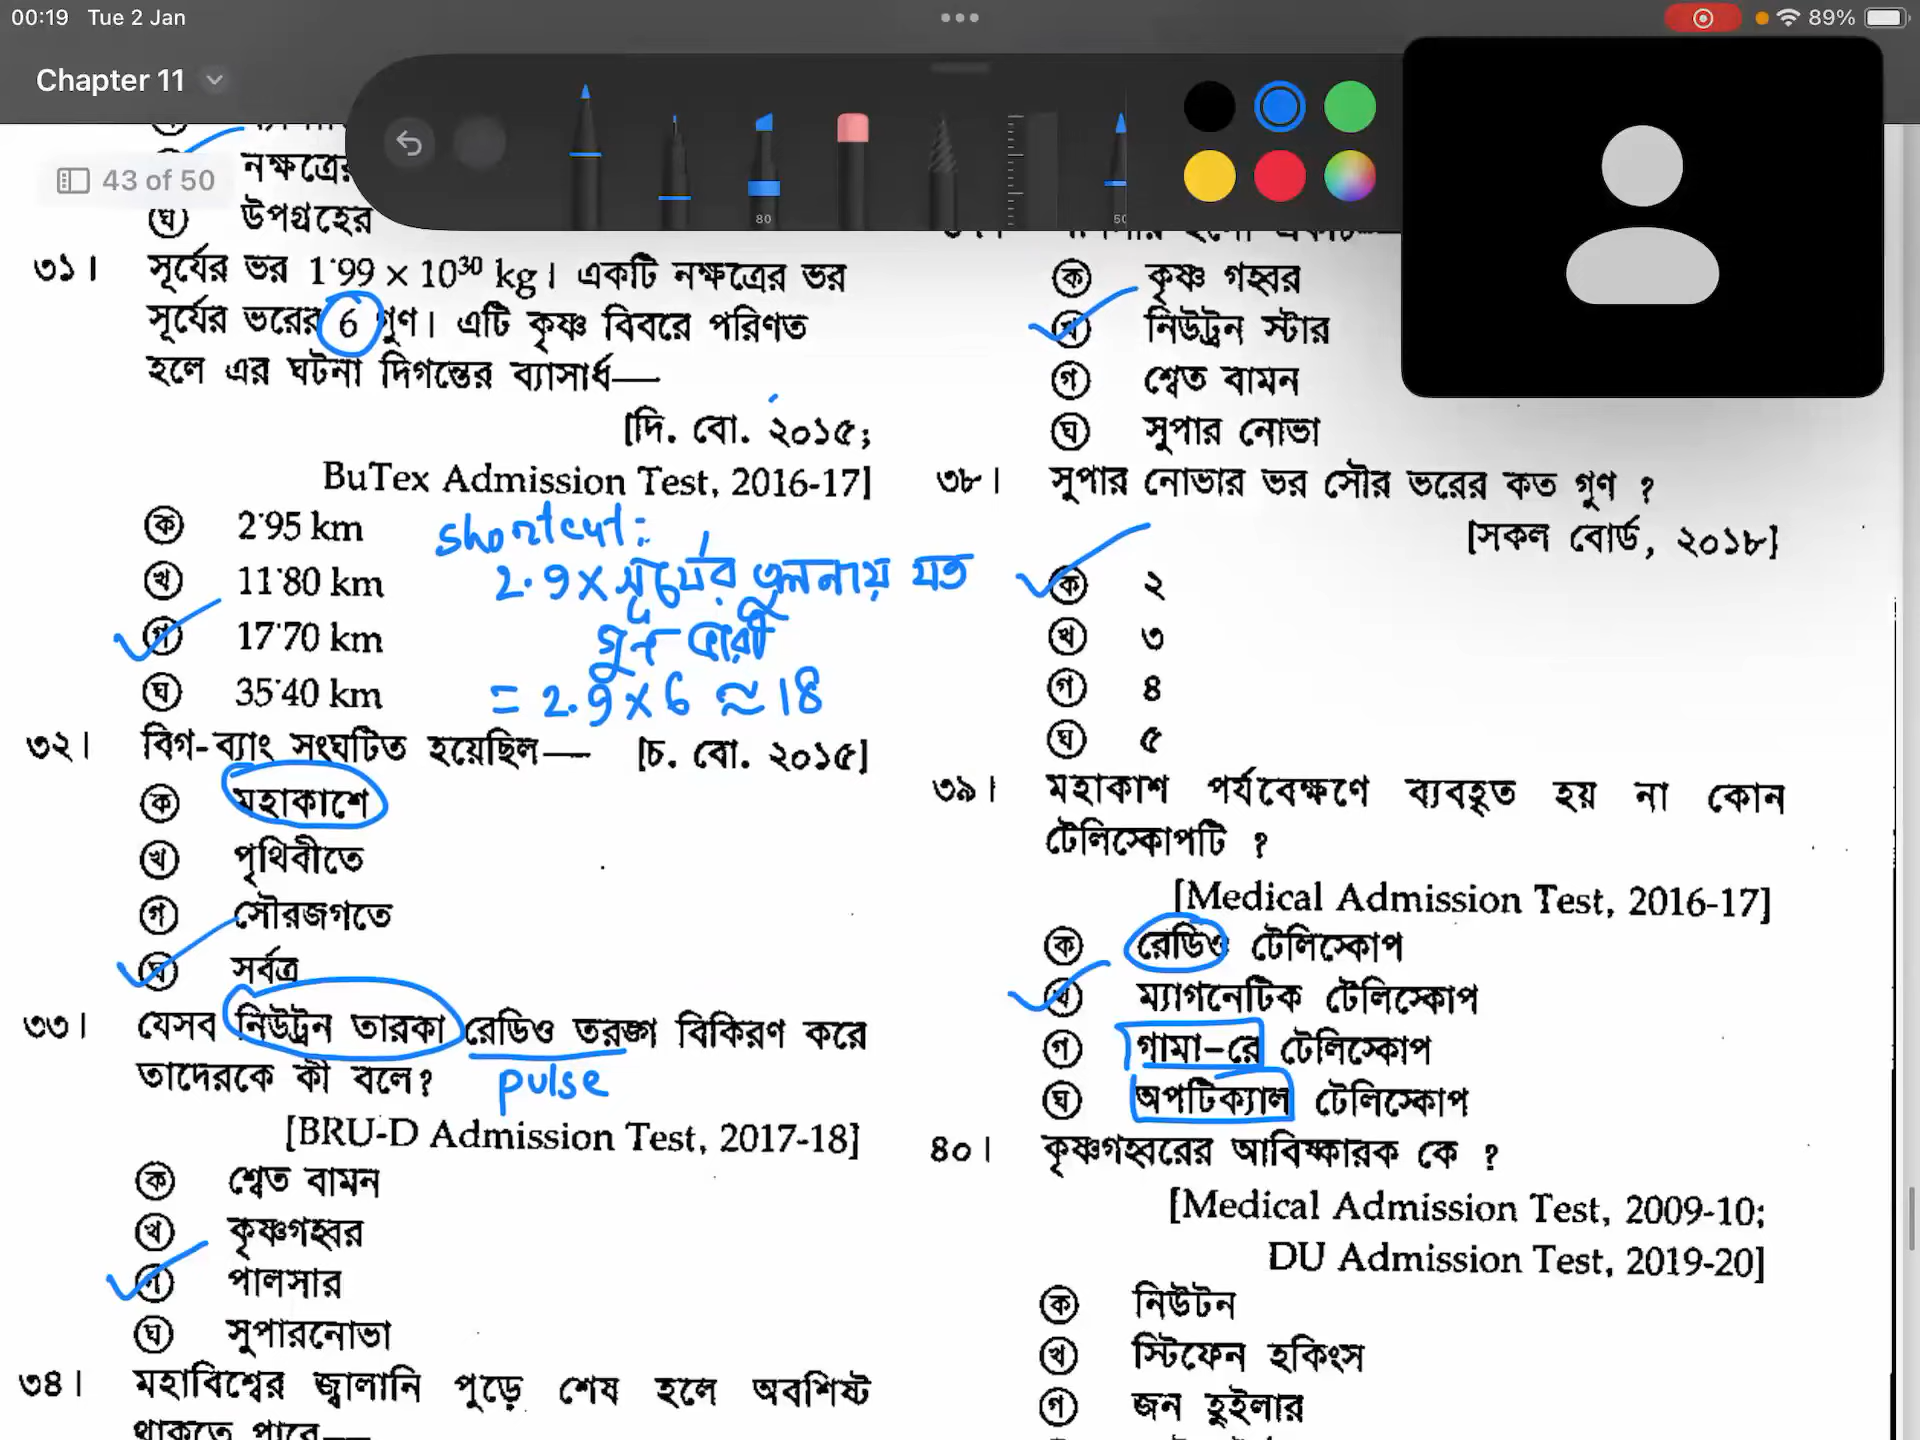 00:19 Tue 2 Jan
89%
Chapter 11
43 of 50
80
50
নক্ষত্রের
ঘ উপগ্রহের
৩১। সূর্যের ভর 1·99 × 10³⁰ kg। একটি নক্ষত্রের ভর
সূর্যের ভরের 6 গুণ। এটি কৃষ্ণ বিবরে পরিণত
হলে এর ঘটনা দিগন্তের ব্যাসার্ধ—
[দি. বো. ২০১৫;
BuTex Admission Test, 2016-17]
ক 2·95 km
খ 11·80 km
গ 17·70 km
ঘ 35·40 km
shortcut:
2.9 × সূর্যের তুলনায় যত
গুন ভারী
= 2.9 × 6 ≈ 18
৩২। বিগ-ব্যাং সংঘটিত হয়েছিল— [চ. বো. ২০১৫]
ক মহাকাশে
খ পৃথিবীতে
গ সৌরজগতে
ঘ সর্বত্র
৩৩। যেসব নিউট্রন তারকা রেডিও তরঙ্গ বিকিরণ করে
তাদেরকে কী বলে?
pulse
[BRU-D Admission Test, 2017-18]
ক শ্বেত বামন
খ কৃষ্ণগহ্বর
গ পালসার
ঘ সুপারনোভা
৩৪। মহাবিশ্বের জ্বালানি পুড়ে শেষ হলে অবশিষ্ট
থাকতে পারে—
ক কৃষ্ণ গহ্বর
খ নিউট্রন স্টার
গ শ্বেত বামন
ঘ সুপার নোভা
৩৮। সুপার নোভার ভর সৌর ভরের কত গুণ ?
[সকল বোর্ড, ২০১৮]
ক ২
খ ৩
গ ৪
ঘ ৫
৩৯। মহাকাশ পর্যবেক্ষণে ব্যবহৃত হয় না কোন
টেলিস্কোপটি ?
[Medical Admission Test, 2016-17]
ক রেডিও টেলিস্কোপ
খ ম্যাগনেটিক টেলিস্কোপ
গ গামা-রে টেলিস্কোপ
ঘ অপটিক্যাল টেলিস্কোপ
৪০। কৃষ্ণগহ্বরের আবিষ্কারক কে ?
[Medical Admission Test, 2009-10;
DU Admission Test, 2019-20]
ক নিউটন
খ স্টিফেন হকিংস
গ জন হুইলার